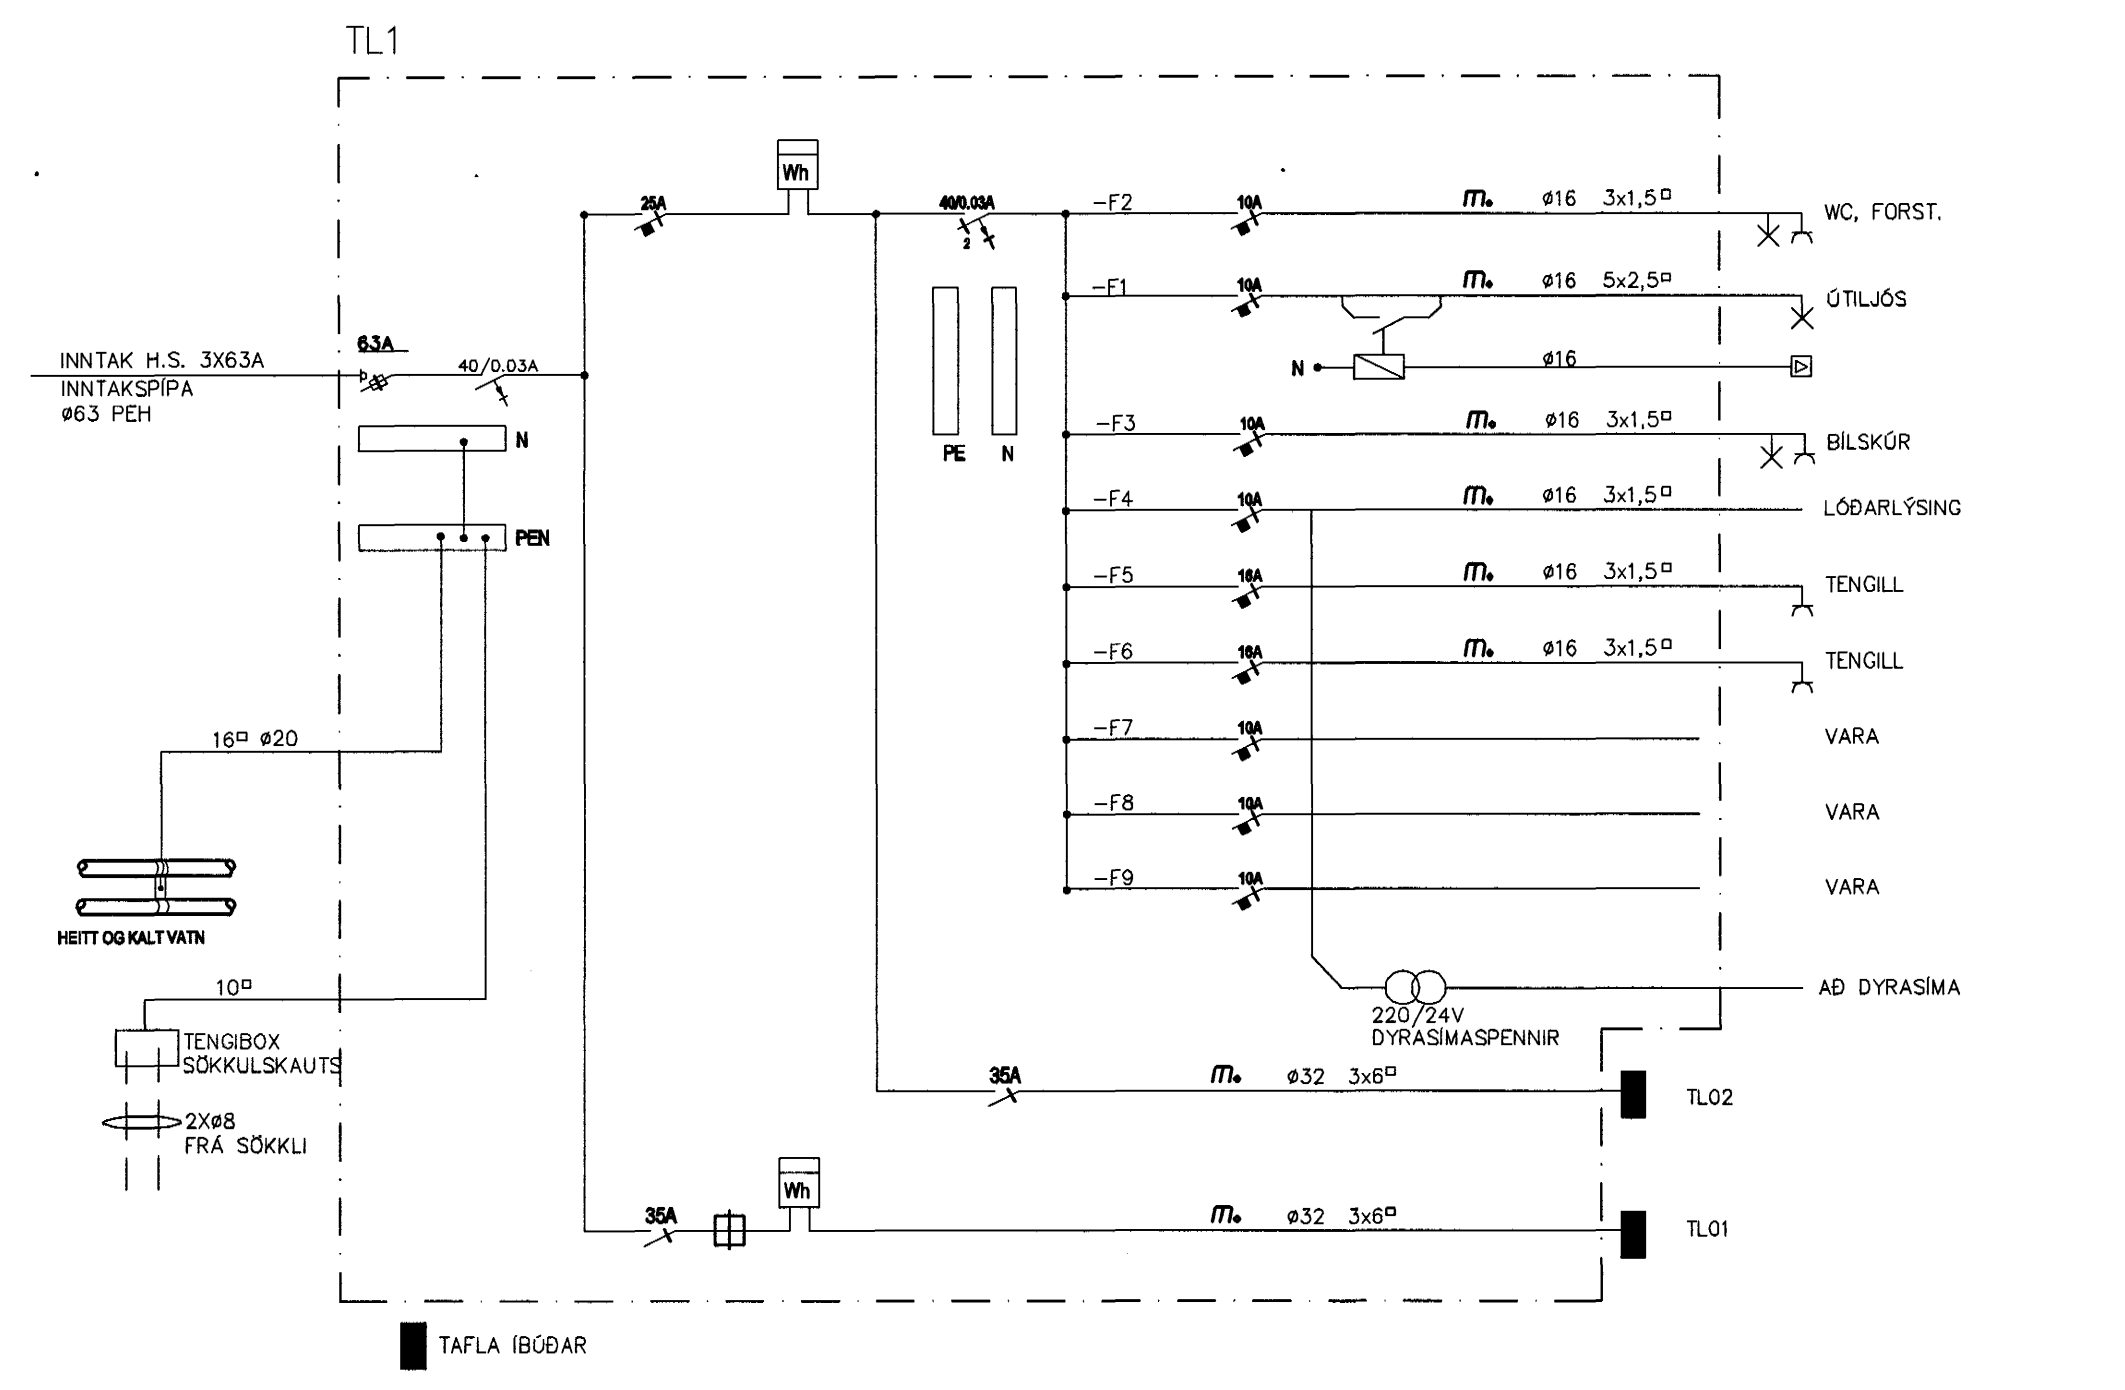 TL1
Wh
25A
40/0.03A
2
-F2
10A
m.
ø16 3x1,5□
WC, FORST.
-F1
10A
m.
ø16 5x2,5□
ÚTILJÓS
N
ø16
PE N
-F3
10A
m.
ø16 3x1,5□
BÍLSKÚR
-F4
10A
m.
ø16 3x1,5□
LÓÐARLÝSING
-F5
16A
m.
ø16 3x1,5□
TENGILL
-F6
16A
m.
ø16 3x1,5□
TENGILL
-F7
10A
VARA
-F8
10A
VARA
-F9
10A
VARA
AÐ DYRASÍMA
220/24V
DYRASÍMASPENNIR
INNTAK H.S. 3X63A
INNTAKSPÍPA
ø63 PEH
63A
40/0.03A
N
PEN
16□ ø20
HEITT OG KALT VATN
10□
TENGIBOX
SÖKKULSKAUTS
2Xø8
FRÁ SÖKKLI
35A
m.
ø32 3x6□
TL02
35A
Wh
m.
ø32 3x6□
TL01
TAFLA ÍBÚÐAR